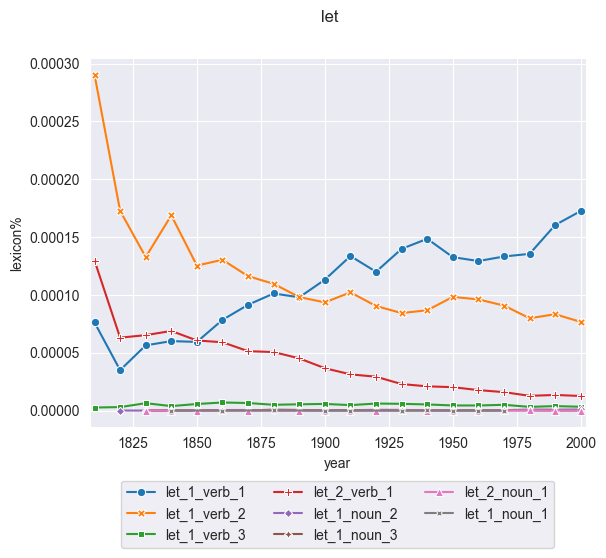 let
0.00030
0.00025
0.00020
0.00015
0.00010
0.00005
0.00000
lexicon%
1825 1850 1875 1900 1925 1950 1975 2000
year
let_1_verb_1 let_2_verb_1 let_2_noun_1
let_1_verb_2 let_1_noun_2 let_1_noun_1
let_1_verb_3 let_1_noun_3